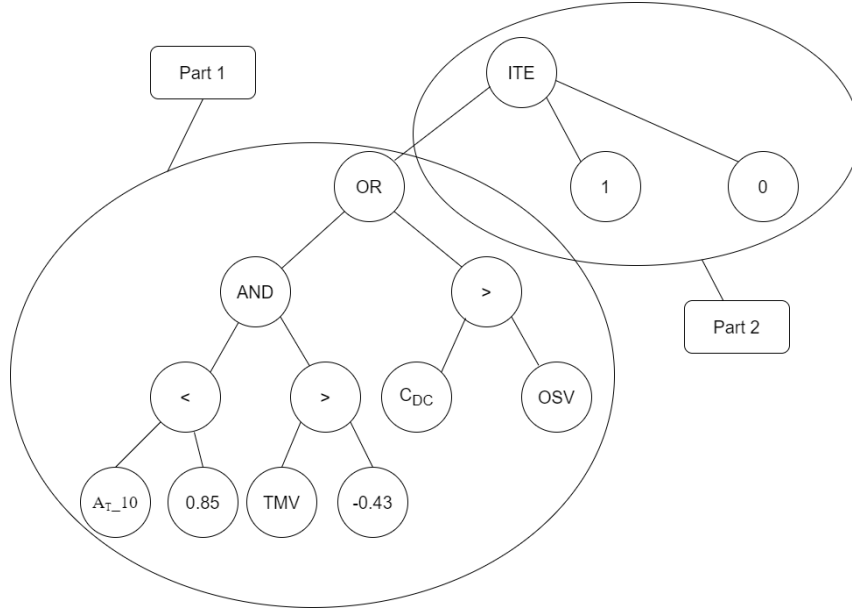 Part 1
ITE
OR
1
0
AND
>
Part 2
<
>
C_DC
OSV
A_T_10
0.85
TMV
-0.43